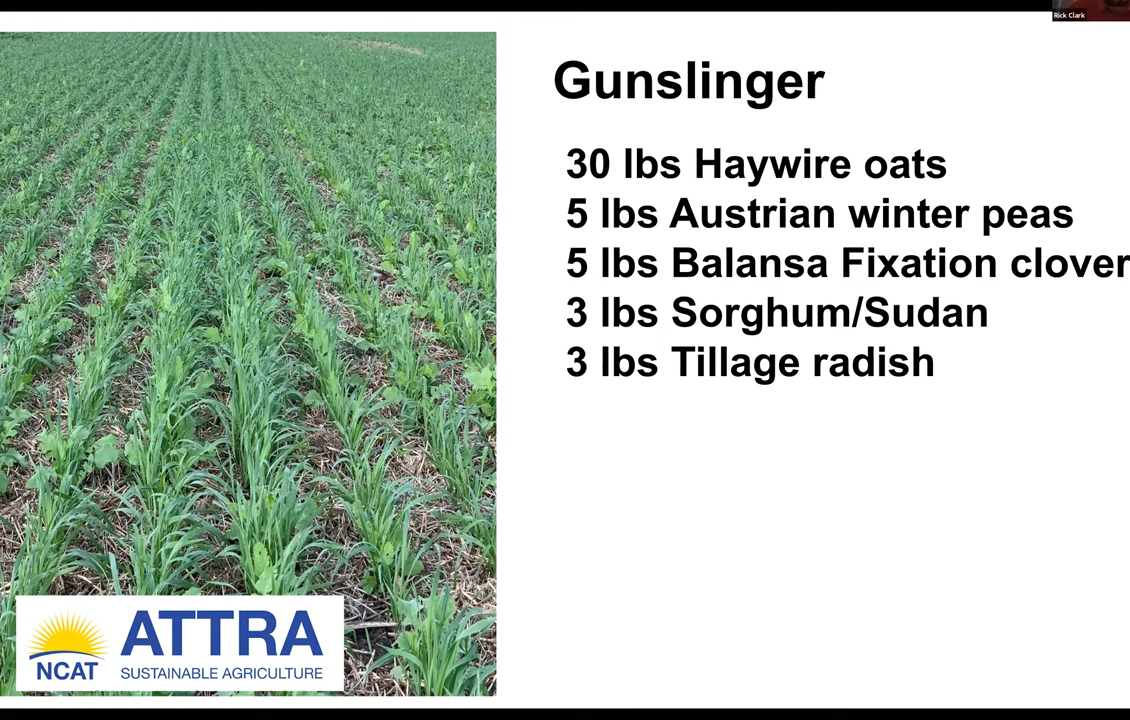 Rick Clark
Gunslinger
30 lbs Haywire oats
5 lbs Austrian winter peas
5 lbs Balansa Fixation clover
3 lbs Sorghum/Sudan
3 lbs Tillage radish
ATTRA
NCAT
SUSTAINABLE AGRICULTURE